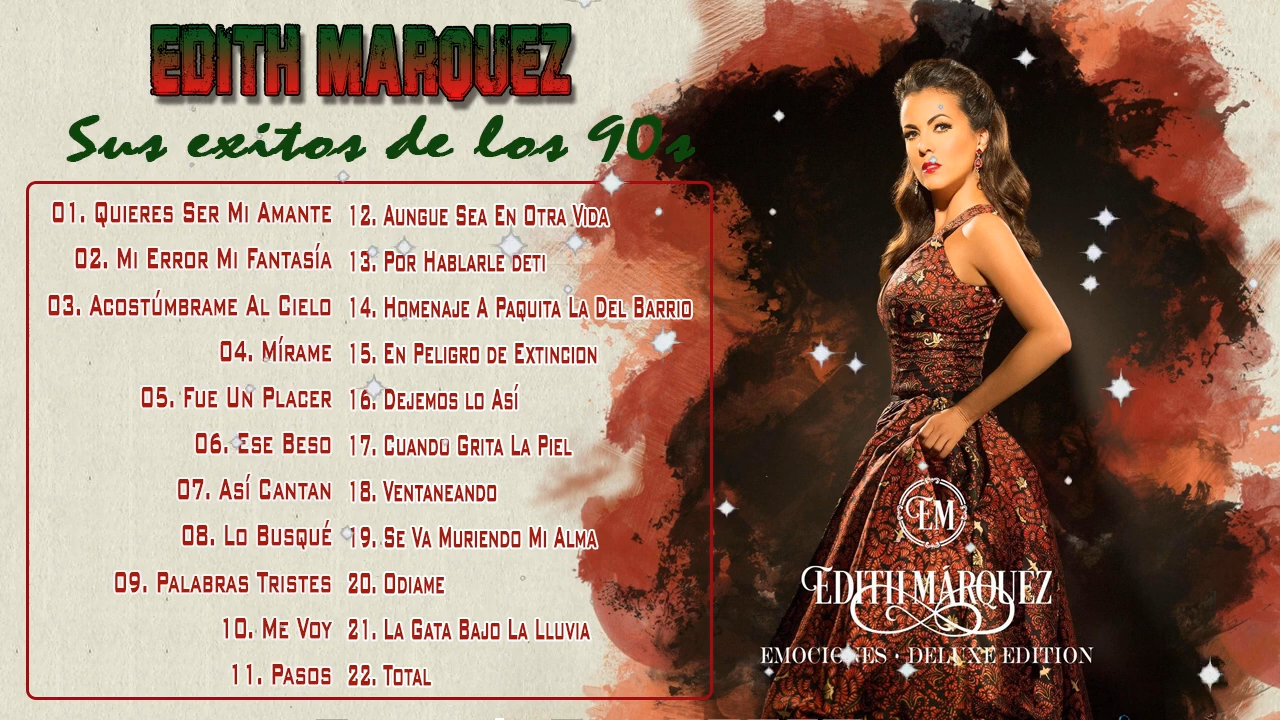 EDITH MARQUEZ
Sus exitos de los 90s
01. Quieres Ser Mi Amante
02. Mi Error Mi Fantasía
03. Acostúmbrame Al Cielo
04. Mírame
05. Fue Un Placer
06. Ese Beso
07. Así Cantan
08. Lo Busqué
09. Palabras Tristes
10. Me Voy
11. Pasos
12. Aungue Sea En Otra Vida
13. Por Hablarle deti
14. Homenaje A Paquita La Del Barrio
15. En Peligro de Extincion
16. Dejemos lo Así
17. Cuando Grita La Piel
18. Ventaneando
19. Se Va Muriendo Mi Alma
20. Odiame
21. La Gata Bajo La Lluvia
22. Total
EM
EDITH MÁRQUEZ
EMOCIONES · DELUXE EDITION